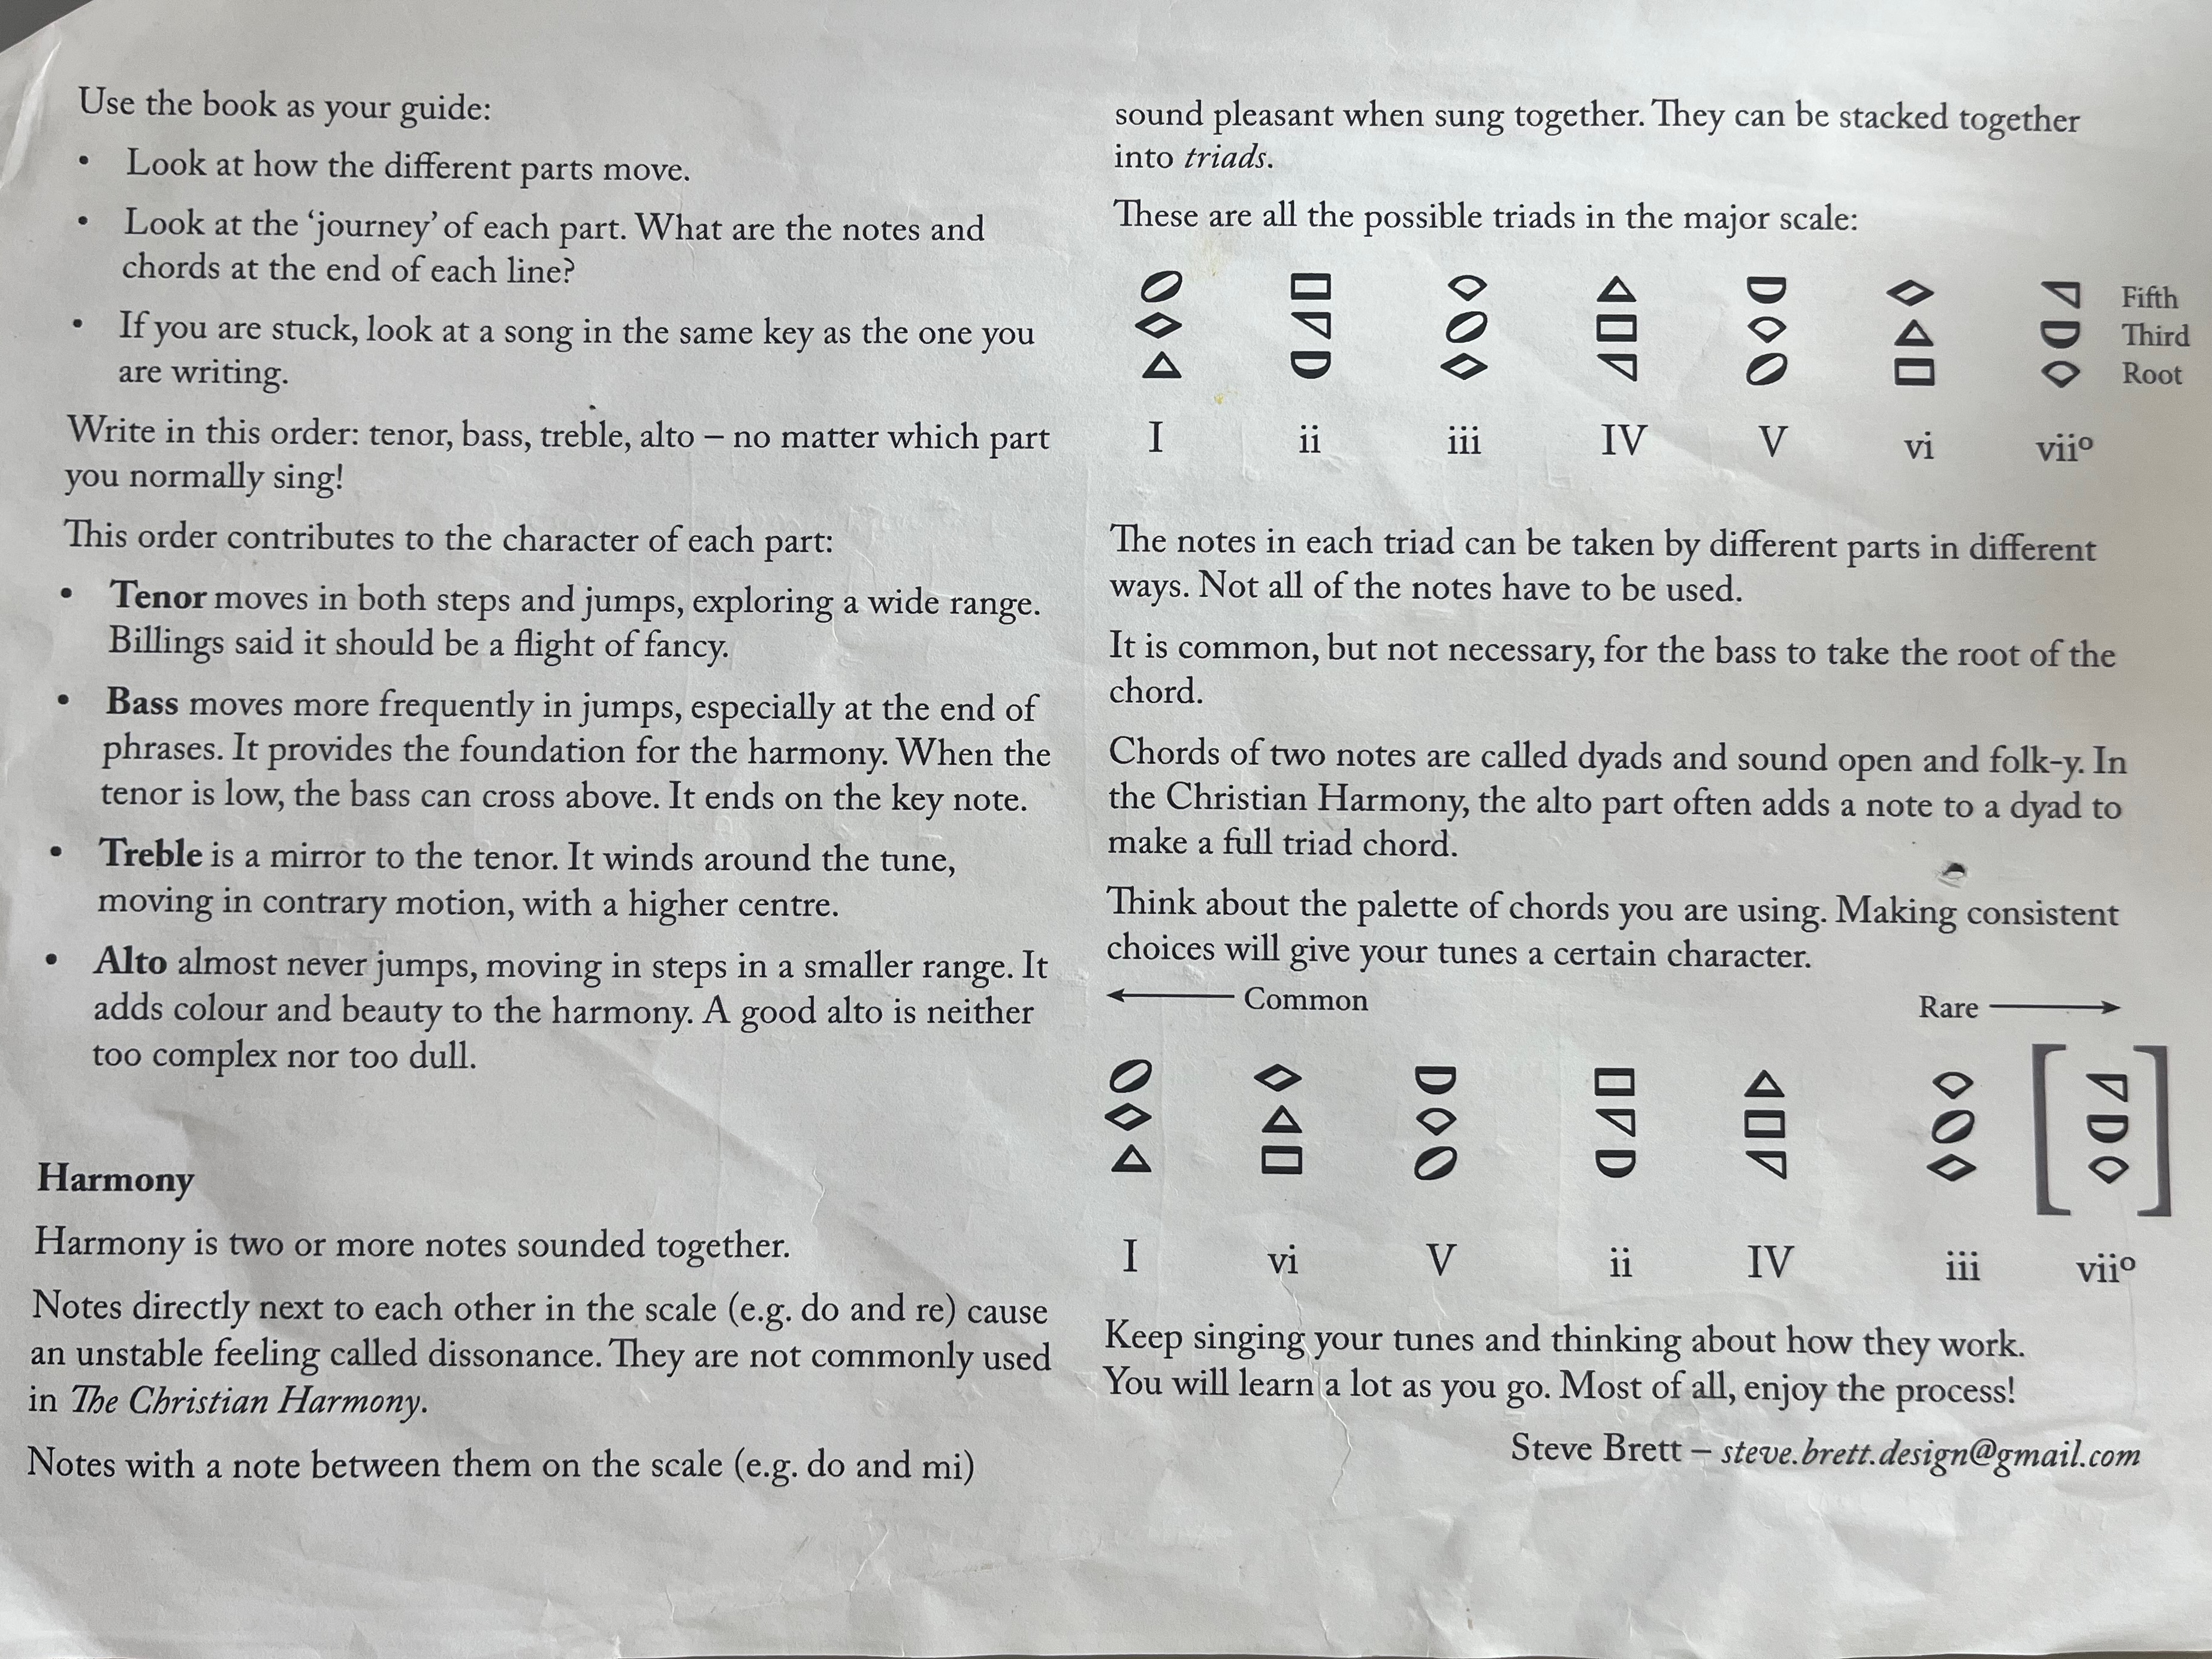 Use the book as your guide:
• Look at how the different parts move.
• Look at the ‘journey’ of each part. What are the notes and
chords at the end of each line?
• If you are stuck, look at a song in the same key as the one you
are writing.
Write in this order: tenor, bass, treble, alto – no matter which part
you normally sing!
This order contributes to the character of each part:
• Tenor moves in both steps and jumps, exploring a wide range.
Billings said it should be a flight of fancy.
• Bass moves more frequently in jumps, especially at the end of
phrases. It provides the foundation for the harmony. When the
tenor is low, the bass can cross above. It ends on the key note.
• Treble is a mirror to the tenor. It winds around the tune,
moving in contrary motion, with a higher centre.
• Alto almost never jumps, moving in steps in a smaller range. It
adds colour and beauty to the harmony. A good alto is neither
too complex nor too dull.
Harmony
Harmony is two or more notes sounded together.
Notes directly next to each other in the scale (e.g. do and re) cause
an unstable feeling called dissonance. They are not commonly used
in The Christian Harmony.
Notes with a note between them on the scale (e.g. do and mi)
sound pleasant when sung together. They can be stacked together
into triads.
These are all the possible triads in the major scale:
Fifth
Third
Root
I ii iii IV V vi viiº
The notes in each triad can be taken by different parts in different
ways. Not all of the notes have to be used.
It is common, but not necessary, for the bass to take the root of the
chord.
Chords of two notes are called dyads and sound open and folk-y. In
the Christian Harmony, the alto part often adds a note to a dyad to
make a full triad chord.
Think about the palette of chords you are using. Making consistent
choices will give your tunes a certain character.
Common Rare
I vi V ii IV iii viiº
Keep singing your tunes and thinking about how they work.
You will learn a lot as you go. Most of all, enjoy the process!
Steve Brett – steve.brett.design@gmail.com